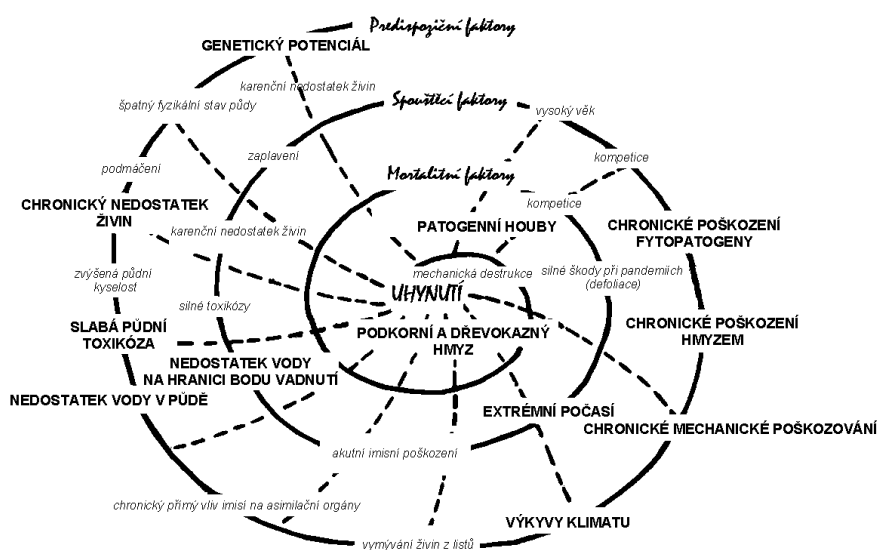 Predispoziční faktory
GENETICKÝ POTENCIÁL
karenční nedostatek živin
špatný fyzikální stav půdy
Spouštěcí faktory
vysoký věk
zaplavení
kompetice
podmáčení
Mortalitní faktory
CHRONICKÝ NEDOSTATEK
ŽIVIN
kompetice
PATOGENNÍ HOUBY
CHRONICKÉ POŠKOZENÍ
FYTOPATOGENY
karenční nedostatek živin
zvýšená půdní
kyselost
mechanická destrukce
silné škody při pandemiích
(defoliace)
UHYNUTÍ
silné toxikózy
SLABÁ PŮDNÍ
TOXIKÓZA
PODKORNÍ A DŘEVOKAZNÝ
HMYZ
CHRONICKÉ POŠKOZENÍ
HMYZEM
NEDOSTATEK VODY
NA HRANICI BODU VADNUTÍ
NEDOSTATEK VODY V PŮDĚ
EXTRÉMNÍ POČASÍ
CHRONICKÉ MECHANICKÉ POŠKOZOVÁNÍ
akutní imisní poškození
chronický přímý vliv imisí na asimilační orgány
VÝKYVY KLIMATU
vymývání živin z listů